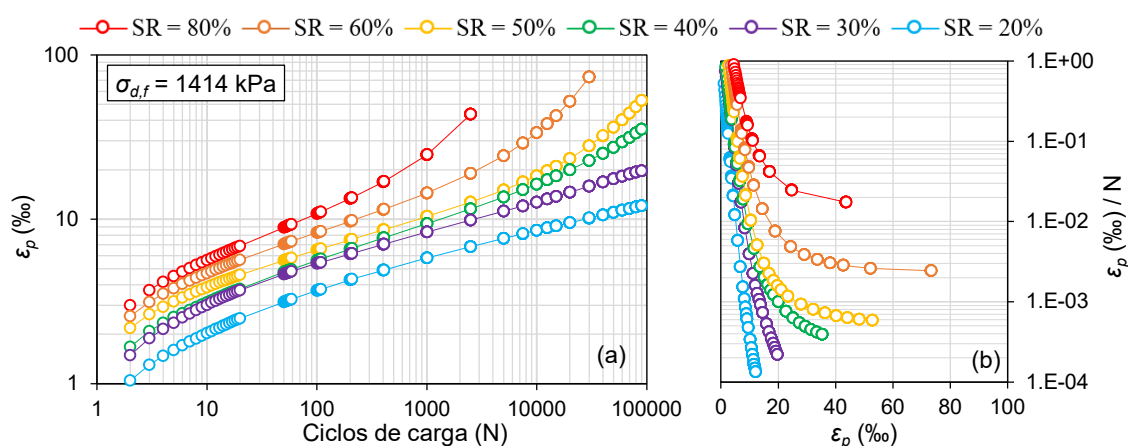 SR = 80% SR = 60% SR = 50% SR = 40% SR = 30% SR = 20%
100
10
1
εp (‰)
σd,f = 1414 kPa
(a)
1 10 100 1000 10000 100000
Ciclos de carga (N)
1.E+00
1.E-01
1.E-02
1.E-03
1.E-04
εp (‰) / N
(b)
0 20 40 60 80 100
εp (‰)